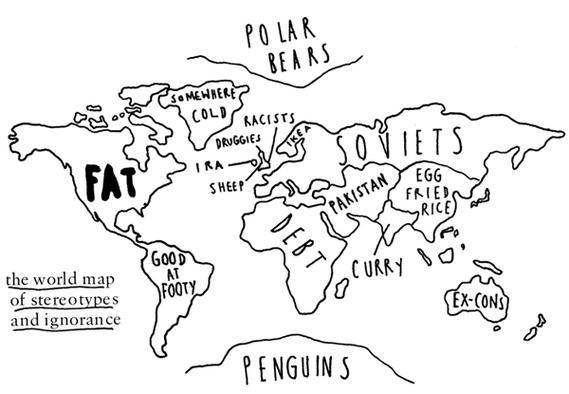 POLAR
BEARS
SOMEWHERE
COLD
RACISTS
IKEA
DRUGGIES
SOVIETS
IRA
SHEEP
FAT
PAKISTAN
EGG
FRIED
RICE
DEBT
CURRY
GOOD
AT
FOOTY
the world map
of stereotypes
and ignorance
EX-CONS
PENGUINS